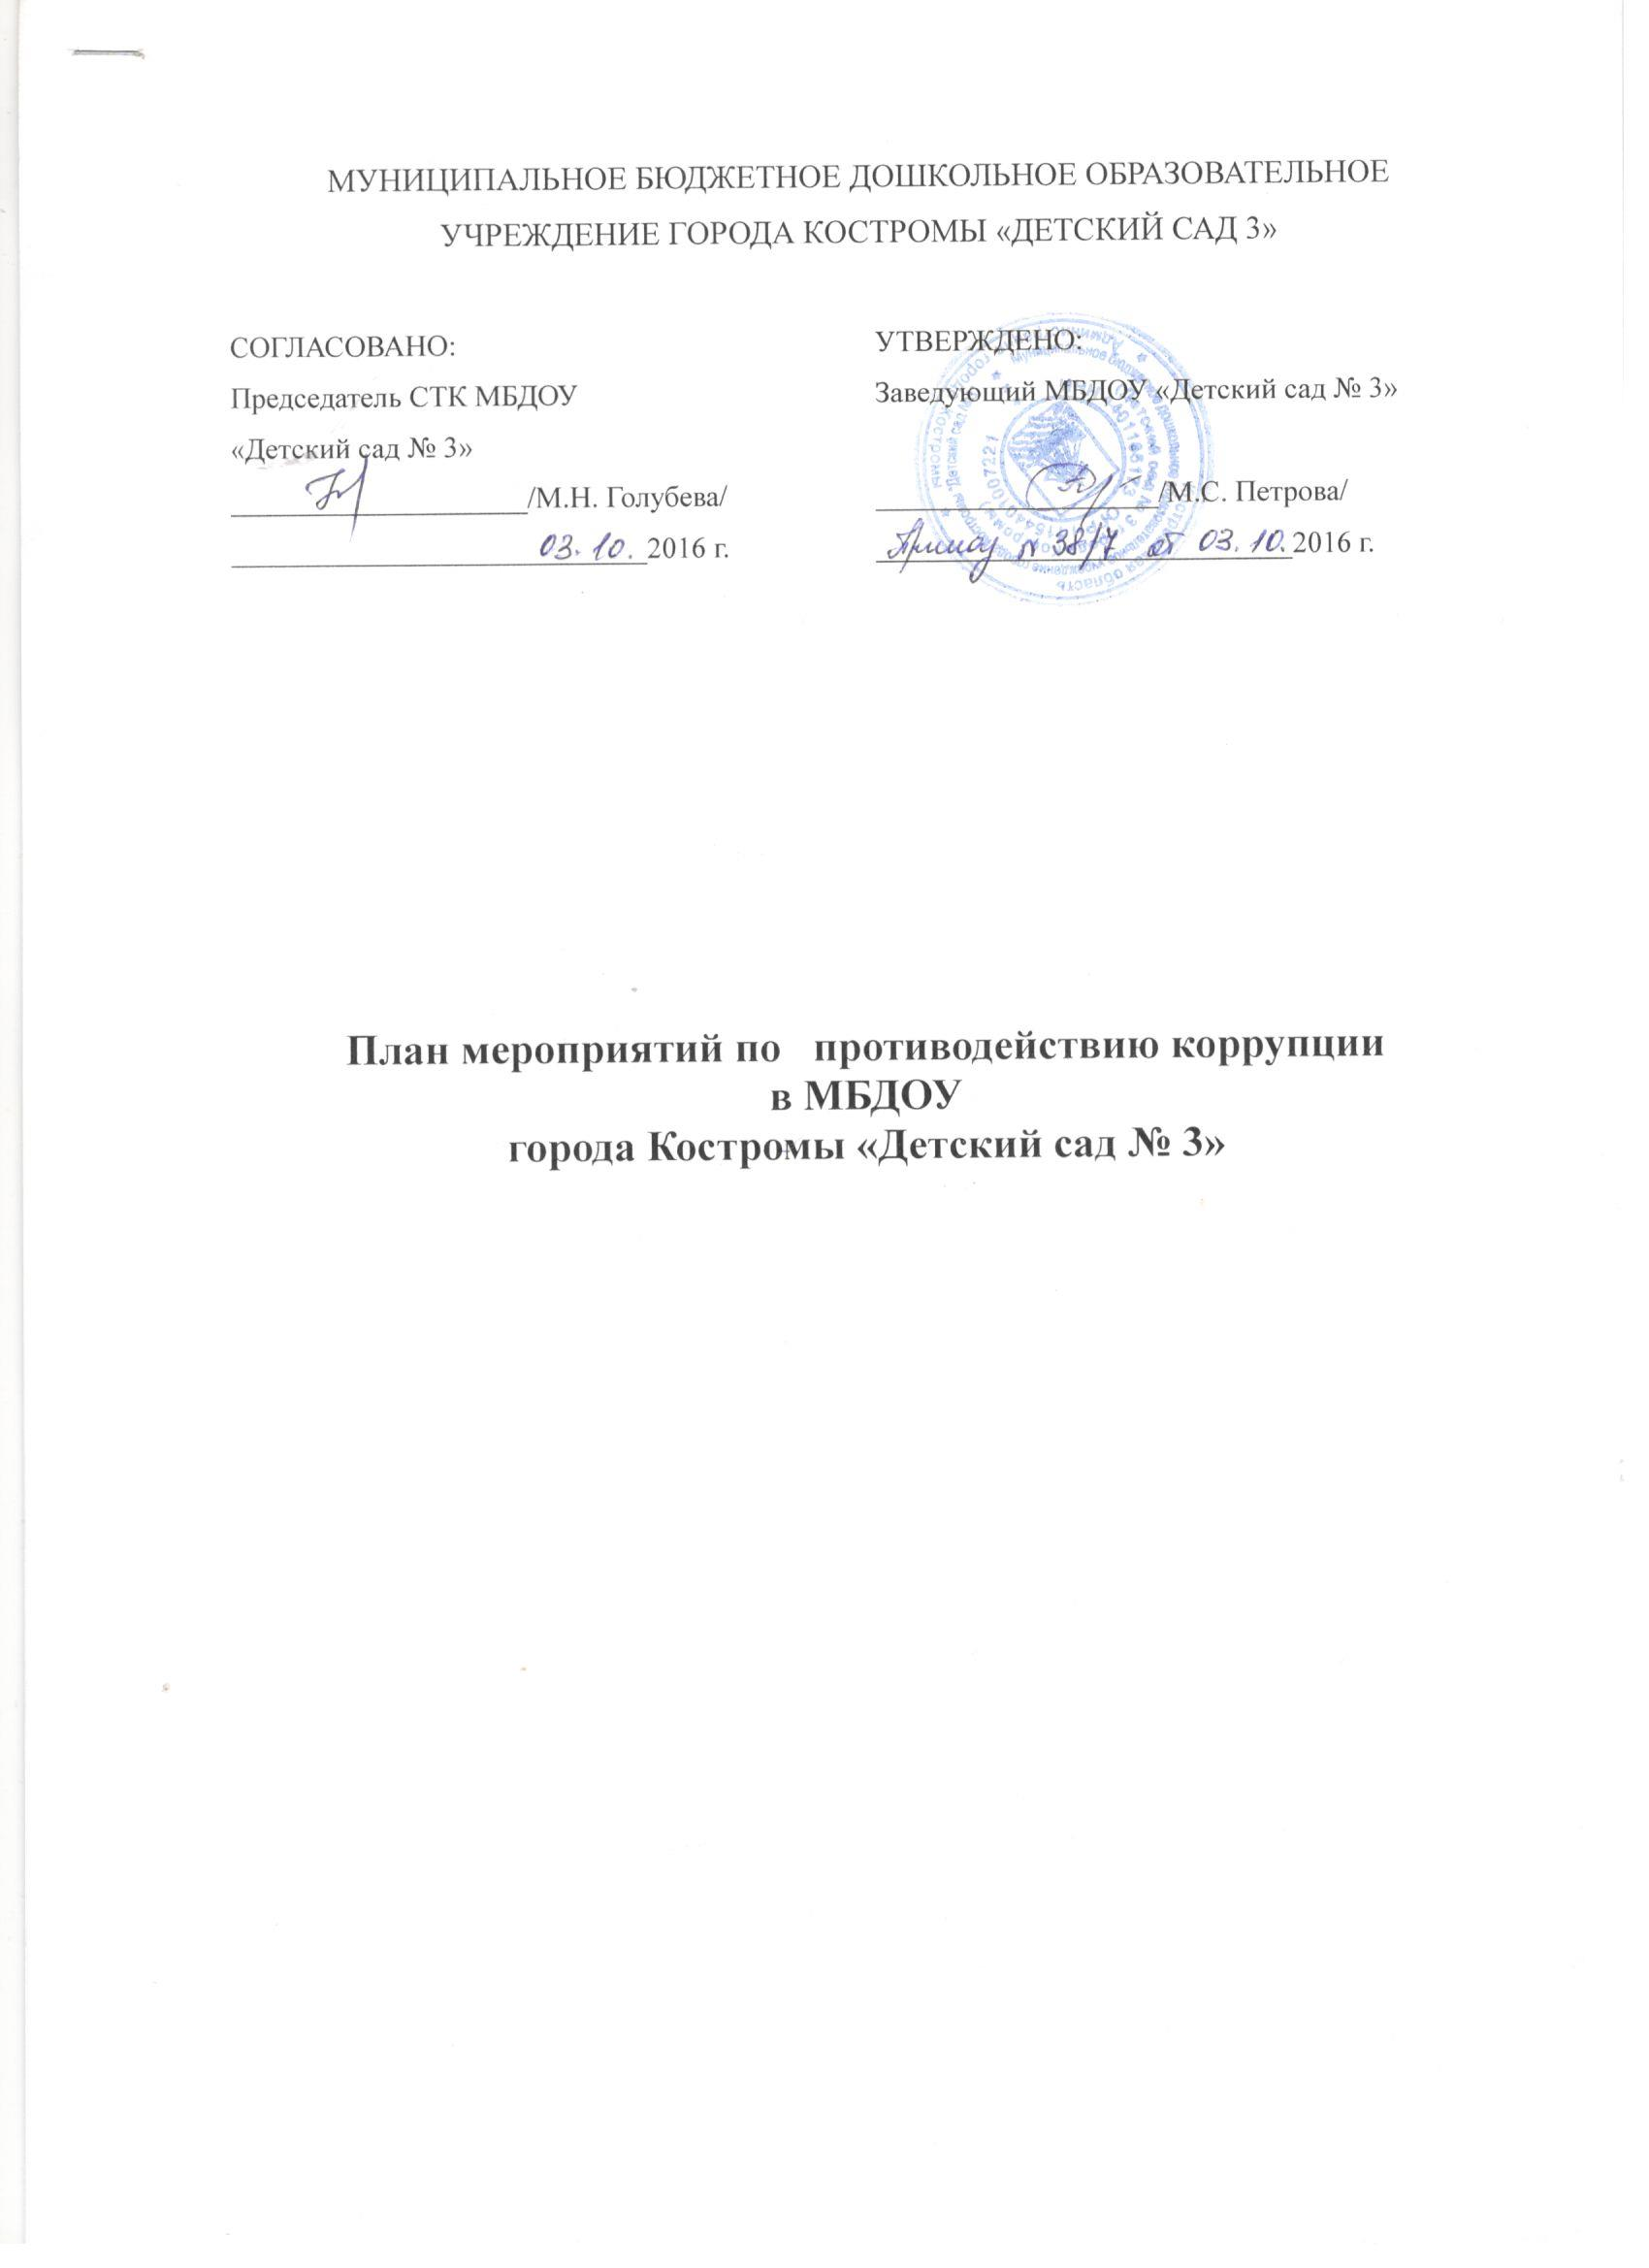 МУНИЦИПАЛЬНОЕ БЮДЖЕТНОЕ ДОШКОЛЬНОЕ ОБРАЗОВАТЕЛЬНОЕ
УЧРЕЖДЕНИЕ ГОРОДА КОСТРОМЫ «ДЕТСКИЙ САД 3»
СОГЛАСОВАНО:
Председатель СТК МБДОУ
«Детский сад № 3»
/М.Н. Голубева/
03.10. 2016 г.
УТВЕРЖДЕНО:
Заведующий МБДОУ «Детский сад № 3»
/М.С. Петрова/
Приказ № 38/7 от 03.10.2016 г.
План мероприятий по противодействию коррупции
в МБДОУ
города Костромы «Детский сад № 3»